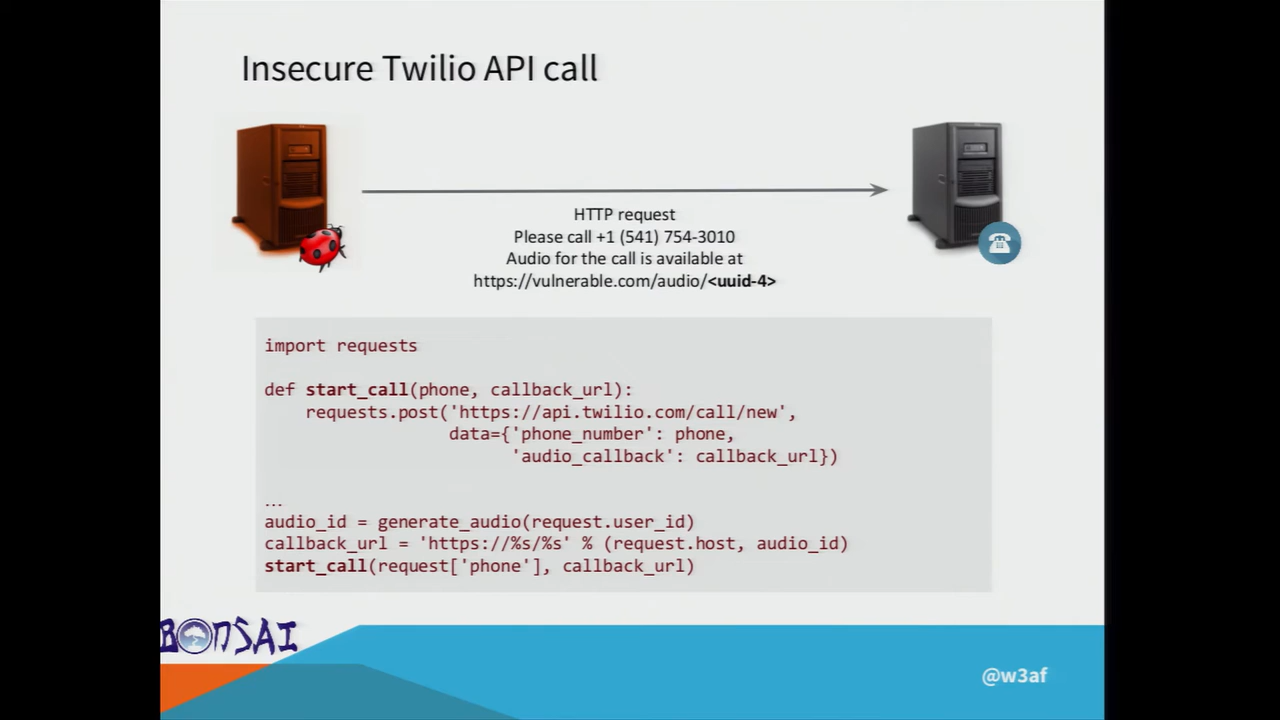 Insecure Twilio API call
HTTP request
Please call +1 (541) 754-3010
Audio for the call is available at
https://vulnerable.com/audio/<uuid-4>
import requests
def start_call(phone, callback_url):
requests.post('https://api.twilio.com/call/new',
data={'phone_number': phone,
'audio_callback': callback_url})
...
audio_id = generate_audio(request.user_id)
callback_url = 'https://%s/%s' % (request.host, audio_id)
start_call(request['phone'], callback_url)
BONSAI
@w3af